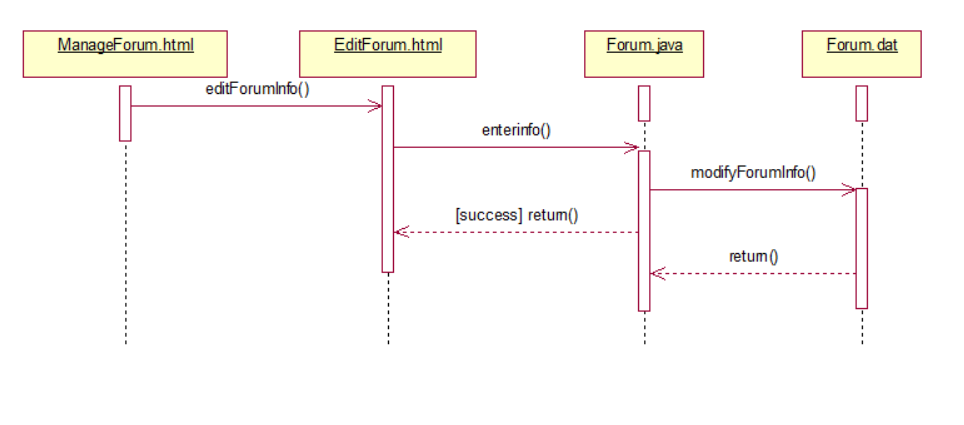 ManageForum.html
EditForum.html
Forum.java
Forum.dat
editForumInfo()
enterinfo()
modifyForumInfo()
[success] return()
return()